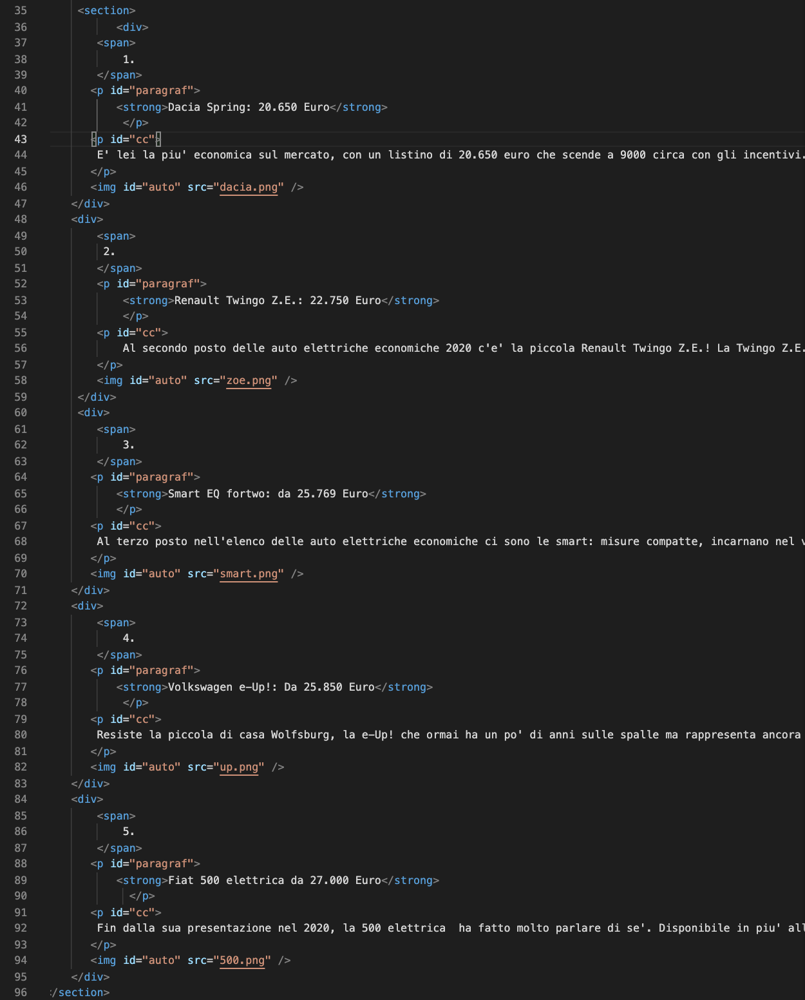 35 <section>
36 <div>
37 <span>
38 1.
39 </span>
40 <p id="paragraf">
41 <strong>Dacia Spring: 20.650 Euro</strong>
42 </p>
43 <p id="cc">
44 E' lei la piu' economica sul mercato, con un listino di 20.650 euro che scende a 9000 circa con gli incentivi.
45 </p>
46 <img id="auto" src="dacia.png" />
47 </div>
48 <div>
49 <span>
50 2.
51 </span>
52 <p id="paragraf">
53 <strong>Renault Twingo Z.E.: 22.750 Euro</strong>
54 </p>
55 <p id="cc">
56 Al secondo posto delle auto elettriche economiche 2020 c'e' la piccola Renault Twingo Z.E.! La Twingo Z.E.
57 </p>
58 <img id="auto" src="zoe.png" />
59 </div>
60 <div>
61 <span>
62 3.
63 </span>
64 <p id="paragraf">
65 <strong>Smart EQ fortwo: da 25.769 Euro</strong>
66 </p>
67 <p id="cc">
68 Al terzo posto nell'elenco delle auto elettriche economiche ci sono le smart: misure compatte, incarnano nel
69 </p>
70 <img id="auto" src="smart.png" />
71 </div>
72 <div>
73 <span>
74 4.
75 </span>
76 <p id="paragraf">
77 <strong>Volkswagen e-Up!: Da 25.850 Euro</strong>
78 </p>
79 <p id="cc">
80 Resiste la piccola di casa Wolfsburg, la e-Up! che ormai ha un po' di anni sulle spalle ma rappresenta ancora
81 </p>
82 <img id="auto" src="up.png" />
83 </div>
84 <div>
85 <span>
86 5.
87 </span>
88 <p id="paragraf">
89 <strong>Fiat 500 elettrica da 27.000 Euro</strong>
90 </p>
91 <p id="cc">
92 Fin dalla sua presentazione nel 2020, la 500 elettrica  ha fatto molto parlare di se'. Disponibile in piu'
93 </p>
94 <img id="auto" src="500.png" />
95 </div>
96 </section>